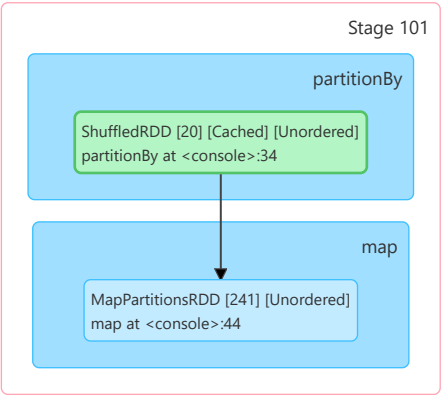 Stage 101
partitionBy
ShuffledRDD [20] [Cached] [Unordered]
partitionBy at <console>:34
map
MapPartitionsRDD [241] [Unordered]
map at <console>:44